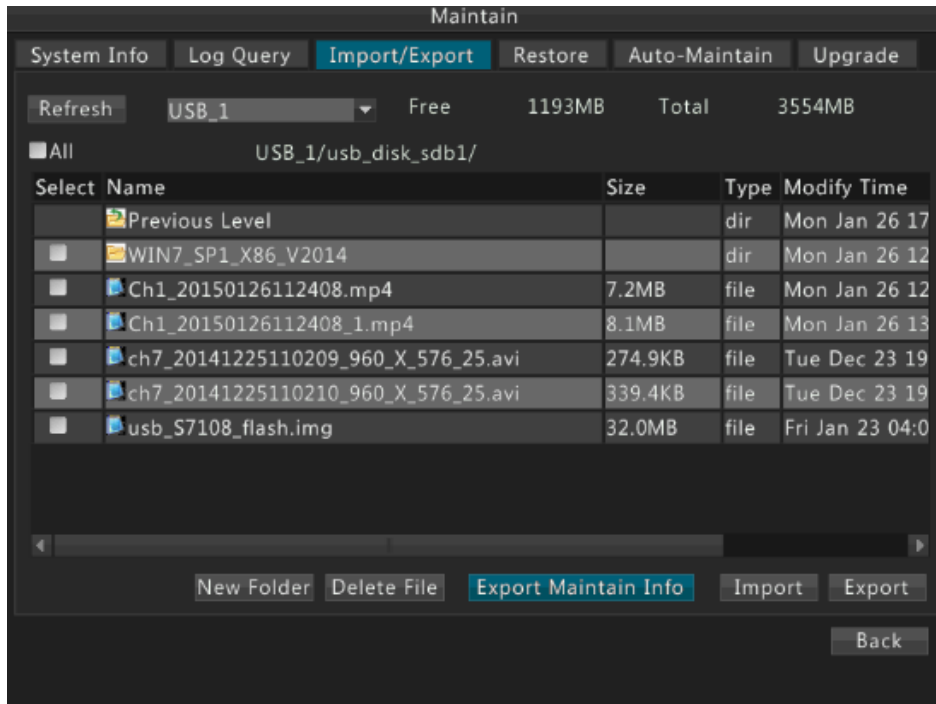 Maintain
System Info Log Query Import/Export Restore Auto-Maintain Upgrade
Refresh USB_1 Free 1193MB Total 3554MB
All USB_1/usb_disk_sdb1/
Select Name Size Type Modify Time
Previous Level dir Mon Jan 26 17
WIN7_SP1_X86_V2014 dir Mon Jan 26 12
Ch1_20150126112408.mp4 7.2MB file Mon Jan 26 12
Ch1_20150126112408_1.mp4 8.1MB file Mon Jan 26 13
ch7_20141225110209_960_X_576_25.avi 274.9KB file Tue Dec 23 19
ch7_20141225110210_960_X_576_25.avi 339.4KB file Tue Dec 23 19
usb_S7108_flash.img 32.0MB file Fri Jan 23 04:0
New Folder Delete File Export Maintain Info Import Export
Back